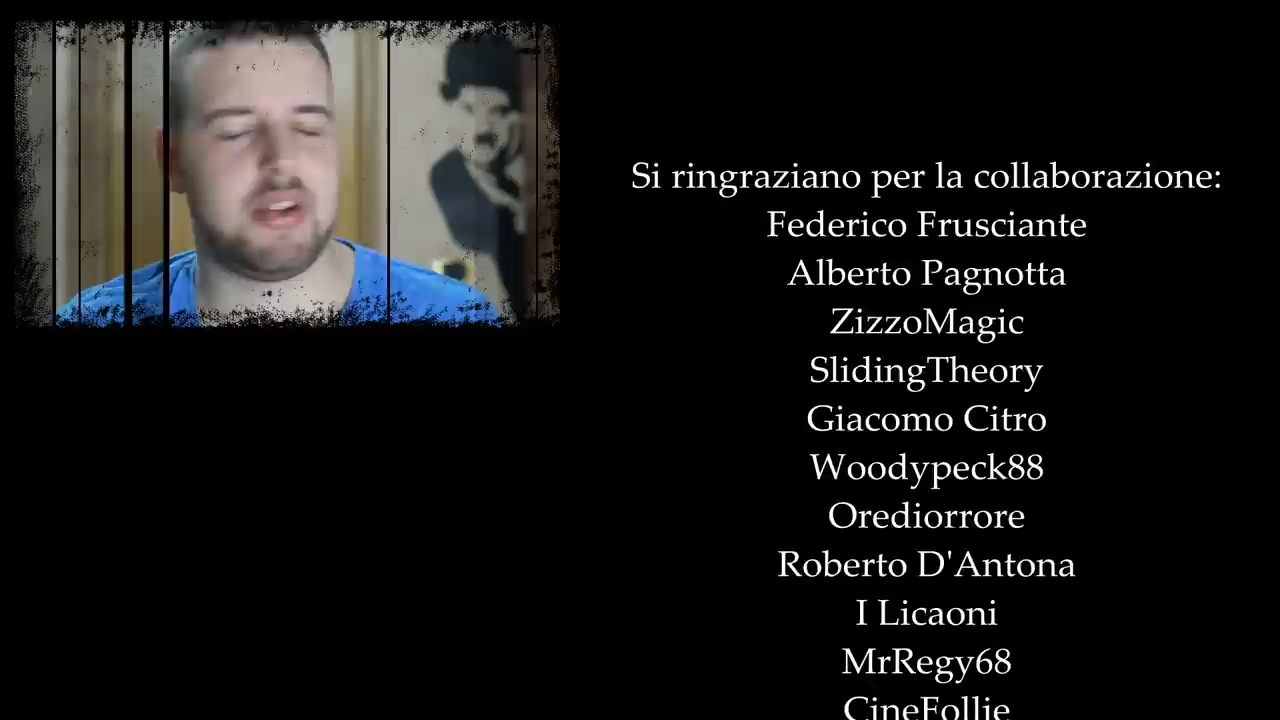 Si ringraziano per la collaborazione:
Federico Frusciante
Alberto Pagnotta
ZizzoMagic
SlidingTheory
Giacomo Citro
Woodypeck88
Orediorrore
Roberto D'Antona
I Licaoni
MrRegy68
CineFollie